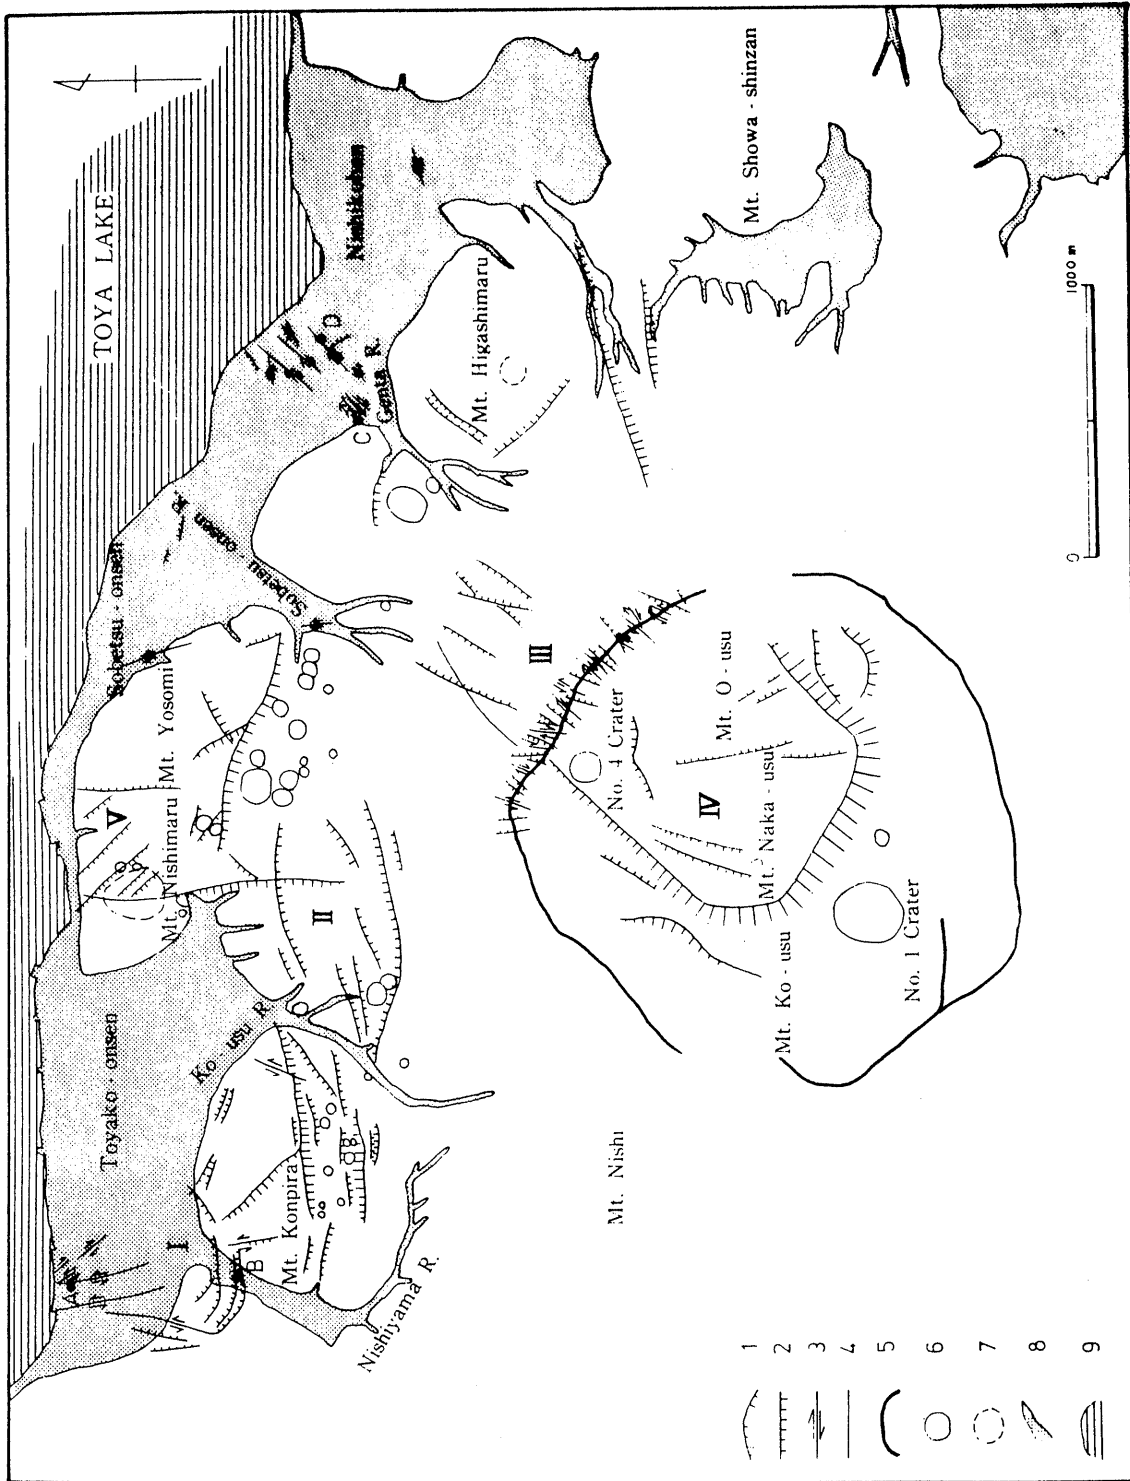 TOYA LAKE
Nishikohan
Mt. Showa - shinzan
Mt. Higashimaru
Genta R.
C
D
Sobetsu - onsen
Sobetsu - onsen R.
III
Mt. Yosomi
Mt. Nishimaru
V
II
No. 4 Crater
Mt. O - usu
IV
Mt. Naka - usu
Mt. Ko - usu
No. 1 Crater
Toyako - onsen
Ko - usu R.
Mt. Konpira
Mt. Nishi
I
A
B
Nishiyama R.
0
1000 m
1
2
3
4
5
6
7
8
9